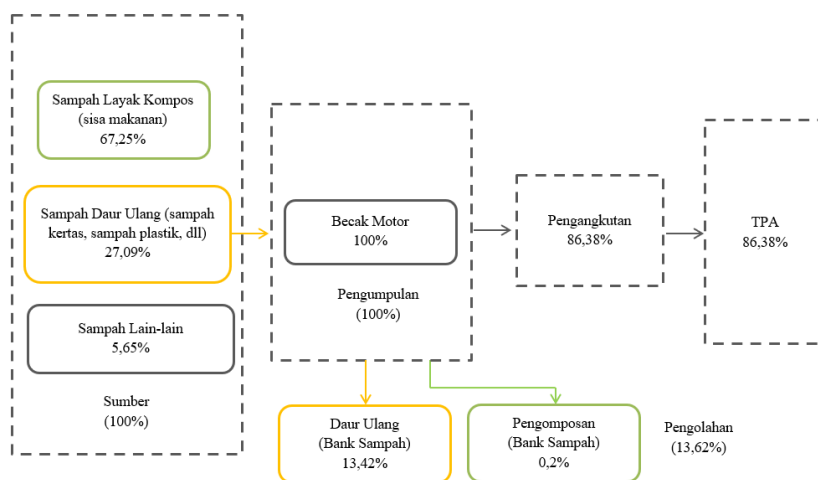 Sampah Layak Kompos
(sisa makanan)
67,25%
Sampah Daur Ulang (sampah
kertas, sampah plastik, dll)
27,09%
Sampah Lain-lain
5,65%
Sumber
(100%)
Becak Motor
100%
Pengumpulan
(100%)
Pengangkutan
86,38%
TPA
86,38%
Daur Ulang
(Bank Sampah)
13,42%
Pengomposan
(Bank Sampah)
0,2%
Pengolahan
(13,62%)